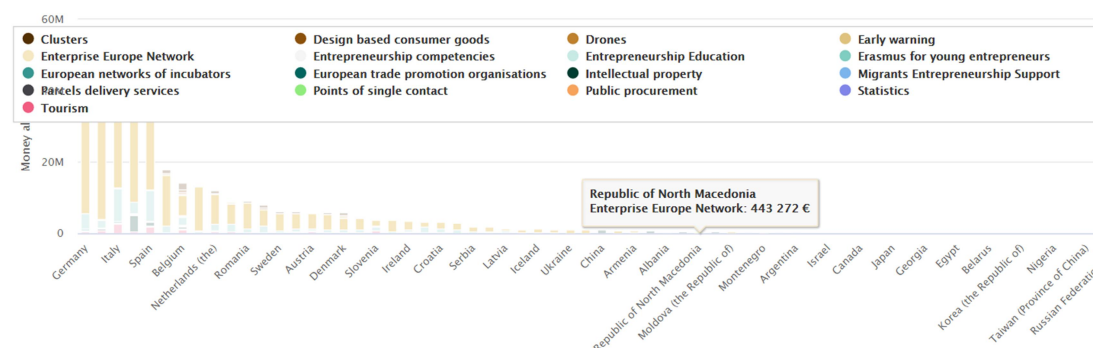 60M
Clusters
Design based consumer goods
Drones
Early warning
Enterprise Europe Network
Entrepreneurship competencies
Entrepreneurship Education
Erasmus for young entrepreneurs
European networks of incubators
European trade promotion organisations
Intellectual property
Migrants Entrepreneurship Support
Parcels delivery services
Points of single contact
Public procurement
Statistics
Tourism
Money al
20M
0
Republic of North Macedonia
Enterprise Europe Network: 443 272 €
Germany
Italy
Spain
Belgium
Netherlands (the)
Romania
Sweden
Austria
Denmark
Slovenia
Ireland
Croatia
Serbia
Latvia
Iceland
Ukraine
China
Armenia
Albania
Republic of North Macedonia
Moldova (the Republic of)
Montenegro
Argentina
Israel
Canada
Japan
Georgia
Egypt
Belarus
Korea (the Republic of)
Nigeria
Taiwan (Province of China)
Russian Federatio